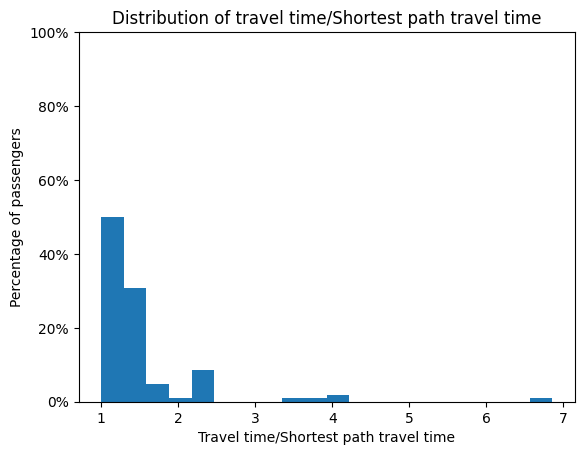 Distribution of travel time/Shortest path travel time
100%
80%
60%
40%
20%
0%
Percentage of passengers
1 2 3 4 5 6 7
Travel time/Shortest path travel time